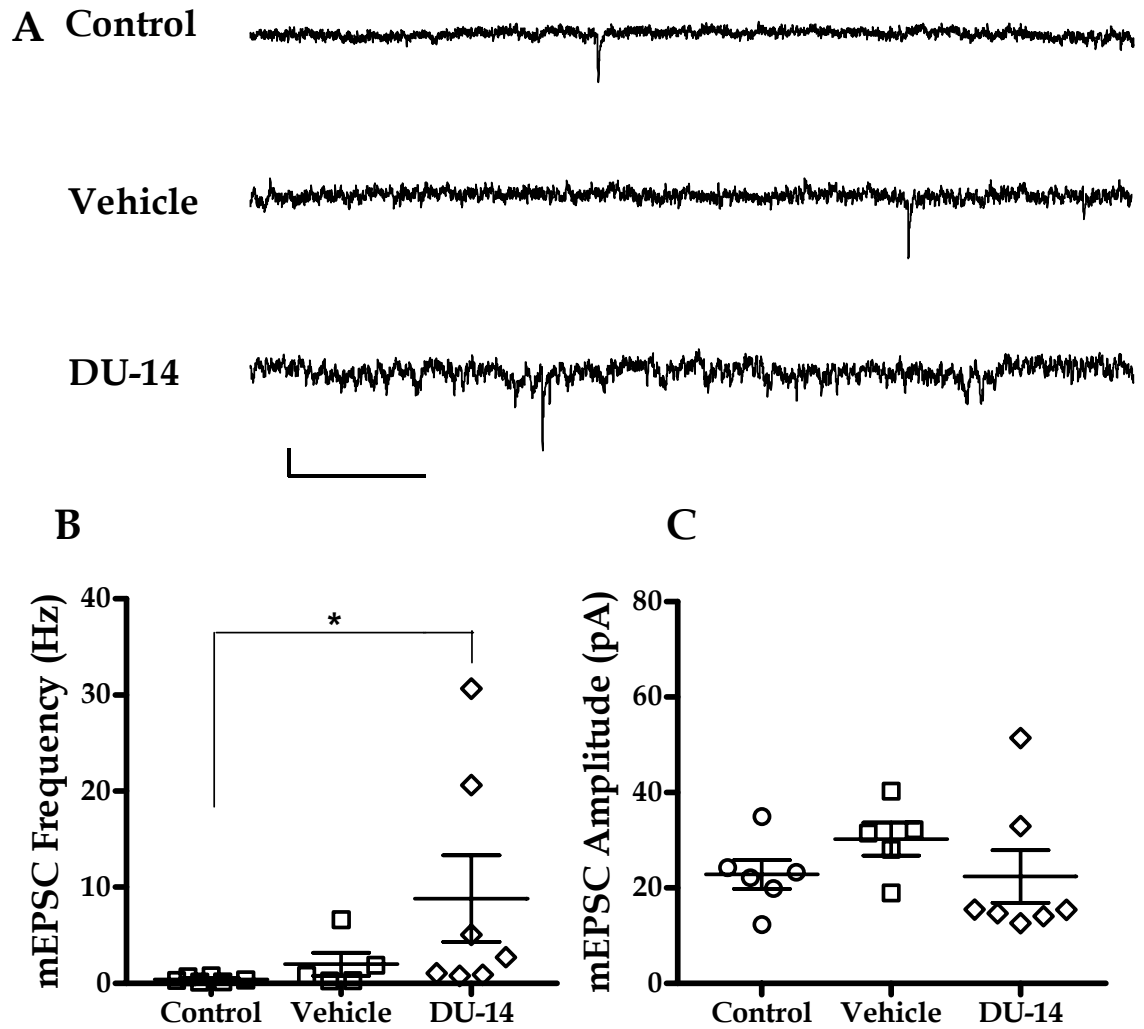 A Control
Vehicle
DU-14
B
C
mEPSC Frequency (Hz)
40
30
20
10
0
*
Control Vehicle DU-14
mEPSC Amplitude (pA)
80
60
40
20
0
Control Vehicle DU-14